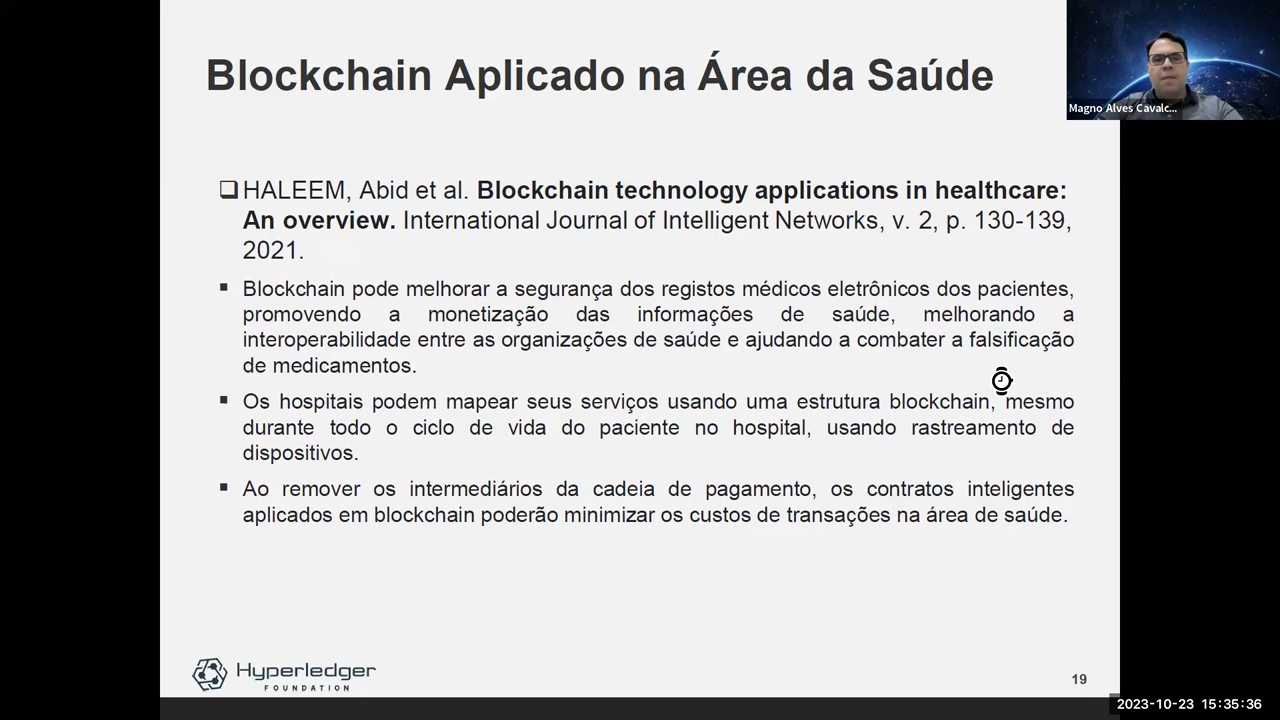 Blockchain Aplicado na Área da Saúde
Magno Alves Cavalc...
HALEEM, Abid et al. Blockchain technology applications in healthcare:
An overview. International Journal of Intelligent Networks, v. 2, p. 130-139,
2021.
Blockchain pode melhorar a segurança dos registos médicos eletrônicos dos pacientes,
promovendo a monetização das informações de saúde, melhorando a
interoperabilidade entre as organizações de saúde e ajudando a combater a falsificação
de medicamentos.
Os hospitais podem mapear seus serviços usando uma estrutura blockchain, mesmo
durante todo o ciclo de vida do paciente no hospital, usando rastreamento de
dispositivos.
Ao remover os intermediários da cadeia de pagamento, os contratos inteligentes
aplicados em blockchain poderão minimizar os custos de transações na área de saúde.
Hyperledger
FOUNDATION
19
2023-10-23 15:35:36